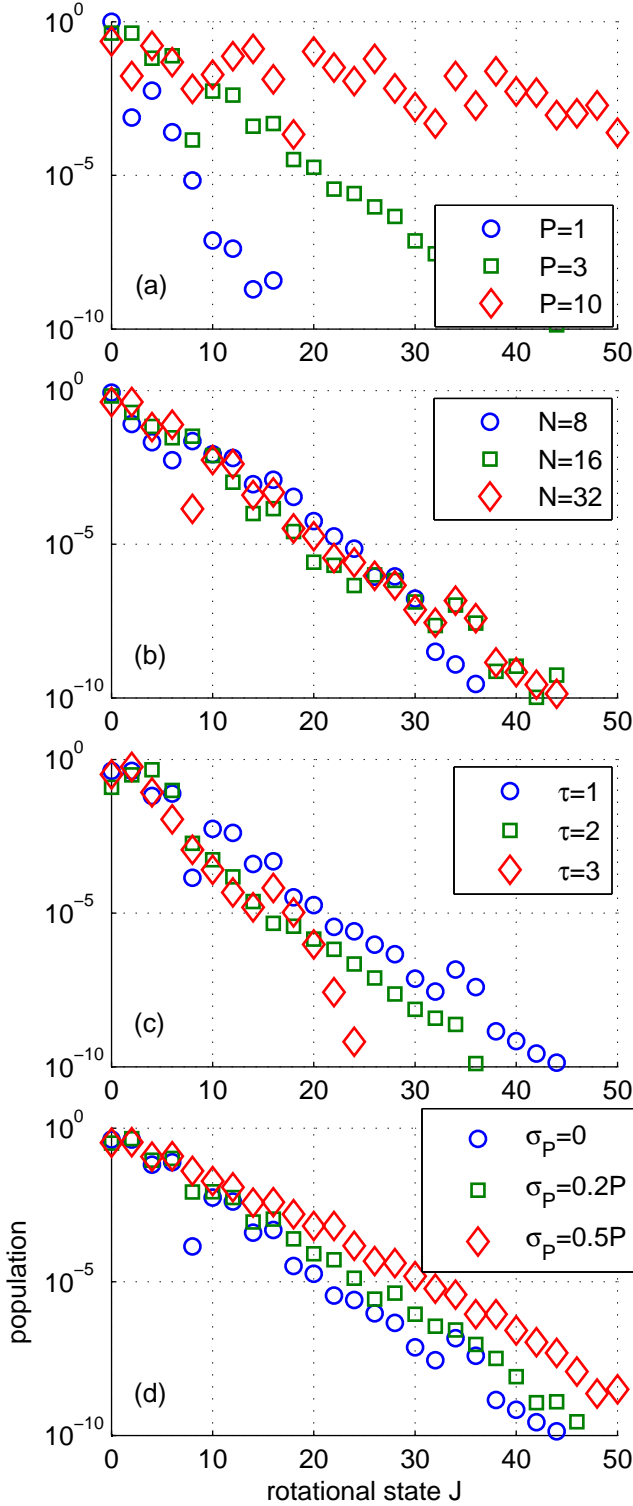 10^0
10^-5
10^-10
(a)
P=1
P=3
P=10
0 10 20 30 40 50
10^0
10^-5
10^-10
(b)
N=8
N=16
N=32
0 10 20 30 40 50
10^0
10^-5
10^-10
(c)
τ=1
τ=2
τ=3
0 10 20 30 40 50
10^0
10^-5
10^-10
(d)
σ_P=0
σ_P=0.2P
σ_P=0.5P
0 10 20 30 40 50
population
rotational state J